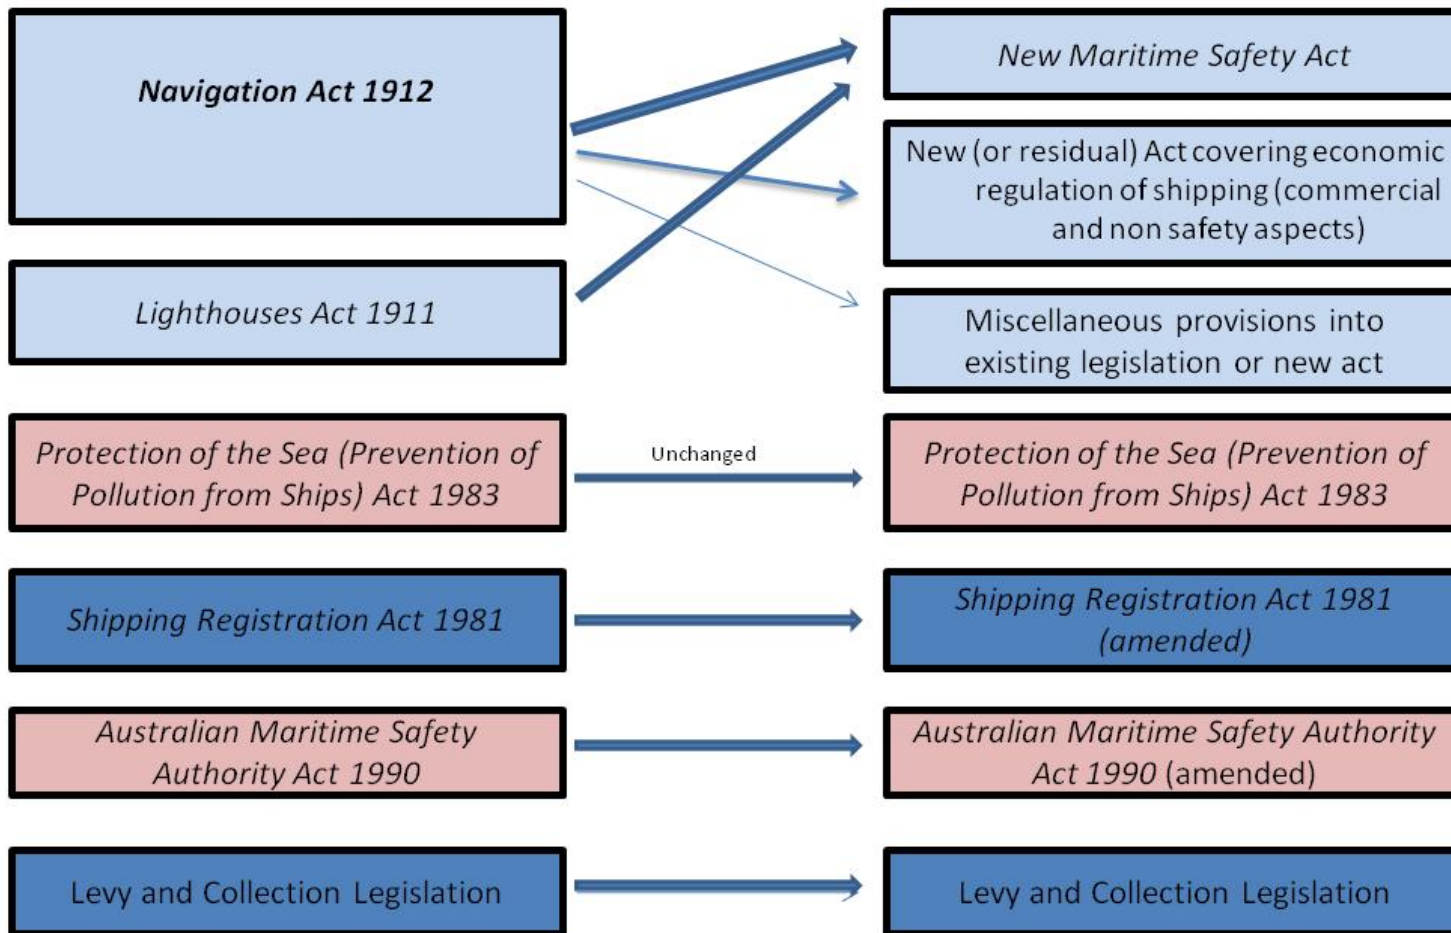 Navigation Act 1912
New Maritime Safety Act
New (or residual) Act covering economic
regulation of shipping (commercial
and non safety aspects)
Lighthouses Act 1911
Miscellaneous provisions into
existing legislation or new act
Protection of the Sea (Prevention of
Pollution from Ships) Act 1983
Unchanged
Protection of the Sea (Prevention of
Pollution from Ships) Act 1983
Shipping Registration Act 1981
Shipping Registration Act 1981
(amended)
Australian Maritime Safety
Authority Act 1990
Australian Maritime Safety Authority
Act 1990 (amended)
Levy and Collection Legislation
Levy and Collection Legislation